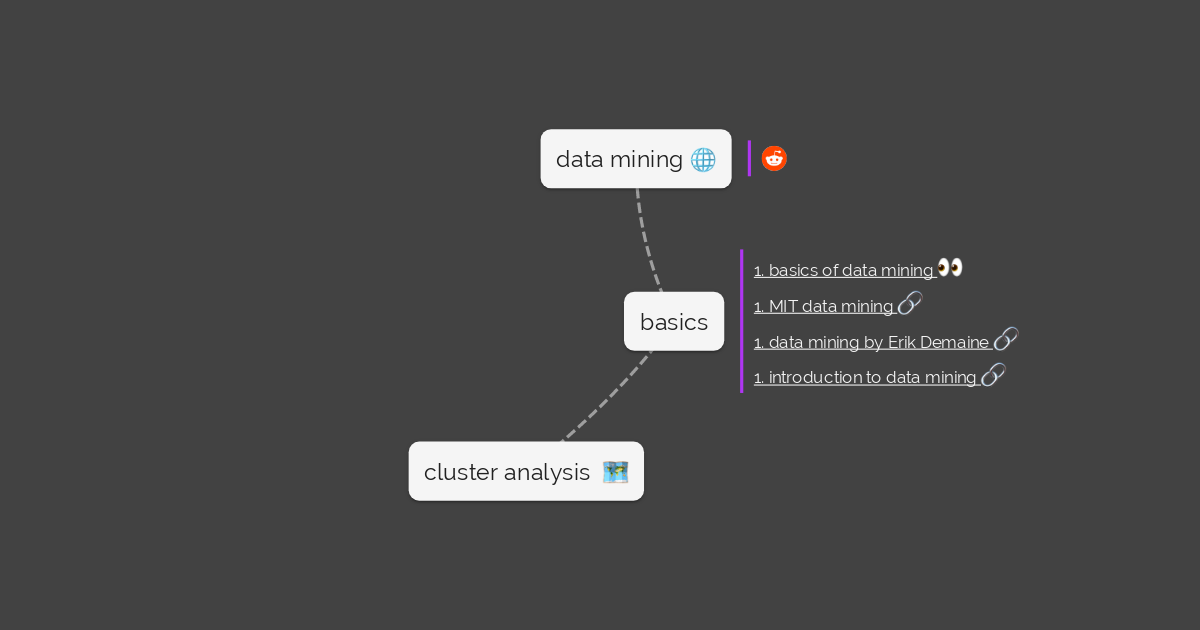 data mining
basics
1. basics of data mining
1. MIT data mining
1. data mining by Erik Demaine
1. introduction to data mining
cluster analysis